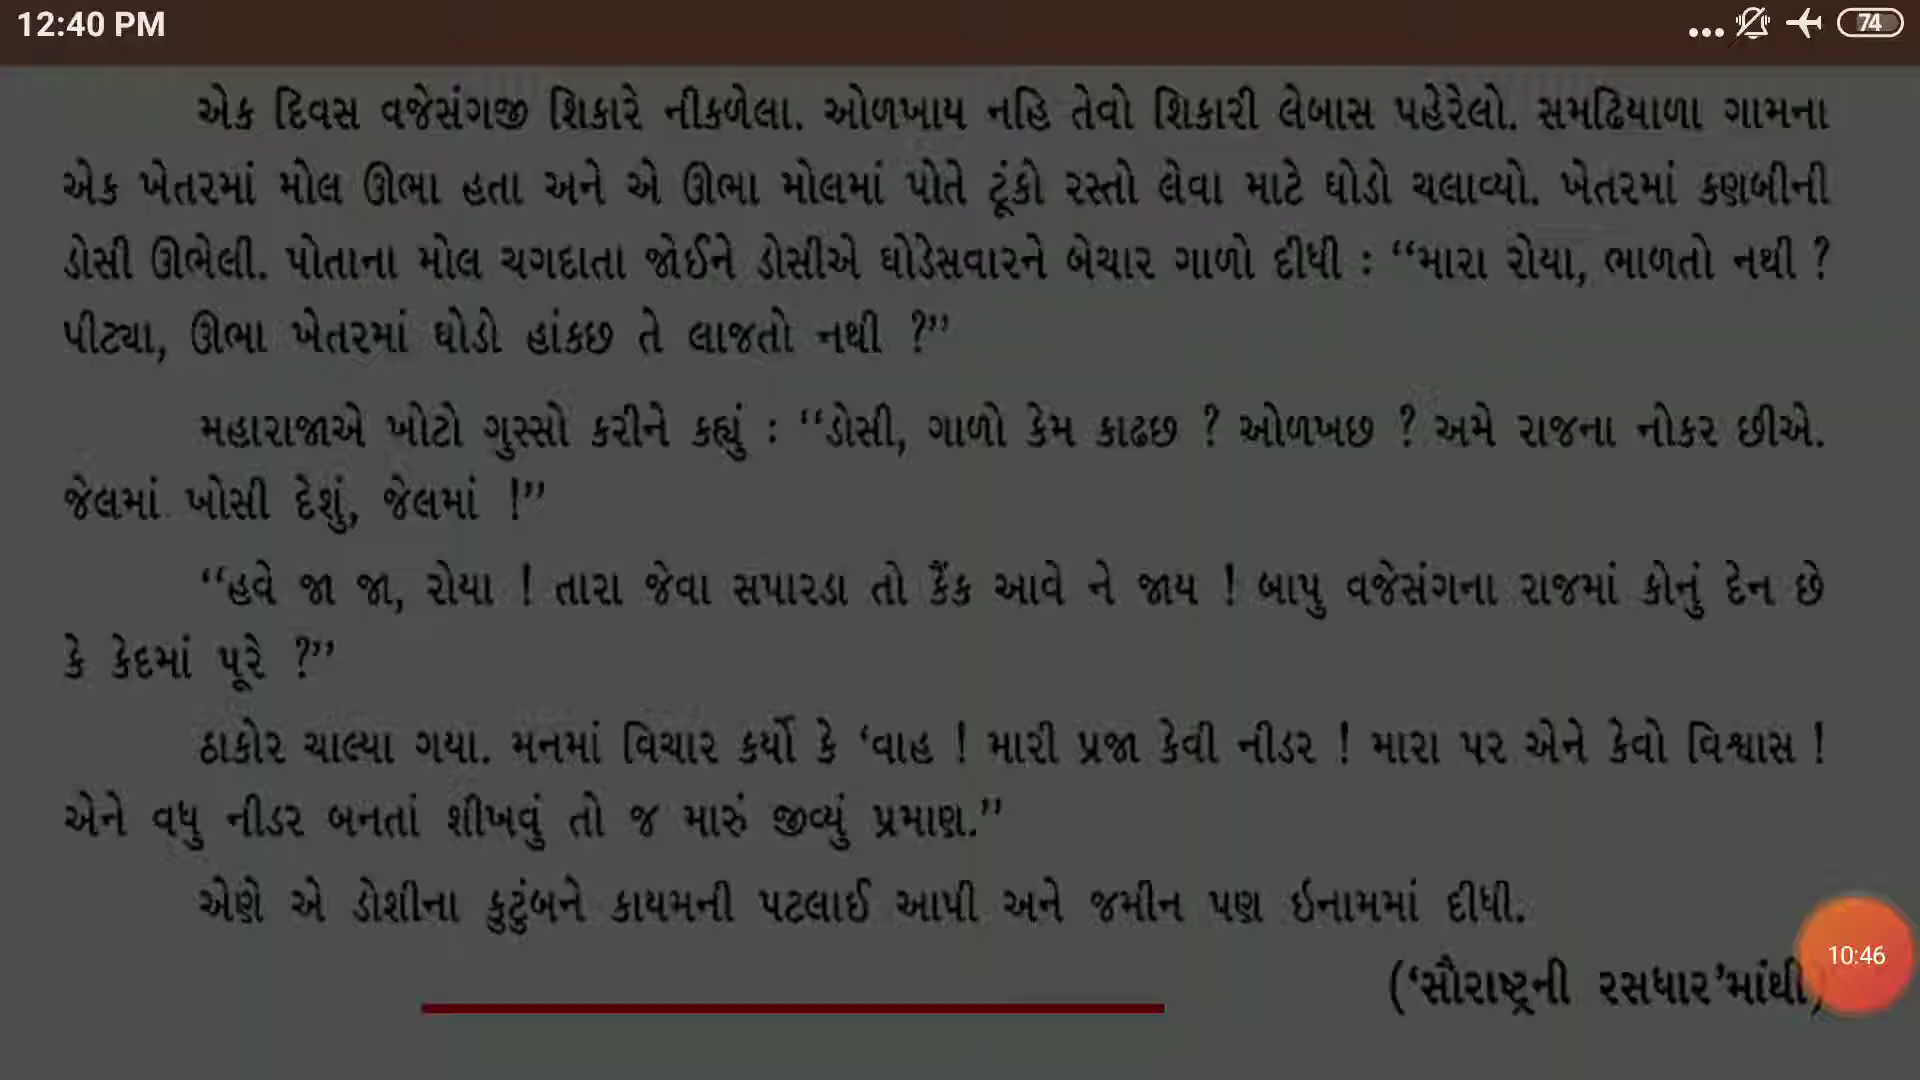 12:40 PM
74
એક દિવસ વજેસંગજી શિકારે નીકળેલા. ઓળખાય નહિ તેવો શિકારી લેબાસ પહેરેલો. સમઢિયાળા ગામના
એક ખેતરમાં મોલ ઊભા હતા અને એ ઊભા મોલમાં પોતે ટૂંકો રસ્તો લેવા માટે ઘોડો ચલાવ્યો. ખેતરમાં કણબીની
ડોસી ઊભેલી. પોતાના મોલ ચગદાતા જોઈને ડોસીએ ઘોડેસવારને બેચાર ગાળો દીધી : “મારા રોયા, ભાળતો નથી ?
પીટ્યા, ઊભા ખેતરમાં ઘોડો હાંકછ તે લાજતો નથી ?”
મહારાજાએ ખોટો ગુસ્સો કરીને કહ્યું : “ડોસી, ગાળો કેમ કાઢછ ? ઓળખછ ? અમે રાજના નોકર છીએ.
જેલમાં ખોસી દેશું, જેલમાં !”
“હવે જા જા, રોયા ! તારા જેવા સપારડા તો કૈંક આવે ને જાય ! બાપુ વજેસંગના રાજમાં કોનું દેન છે
કે કેદમાં પૂરે ?”
ઠાકોર ચાલ્યા ગયા. મનમાં વિચાર કર્યો કે ‘વાહ ! મારી પ્રજા કેવી નીડર ! મારા પર એને કેવો વિશ્વાસ !
એને વધુ નીડર બનતાં શીખવું તો જ મારું જીવ્યું પ્રમાણ.”
એણે એ ડોશીના કુટુંબને કાયમની પટલાઈ આપી અને જમીન પણ ઇનામમાં દીધી.
10:46
(‘સૌરાષ્ટ્રની રસધાર’માંથી)